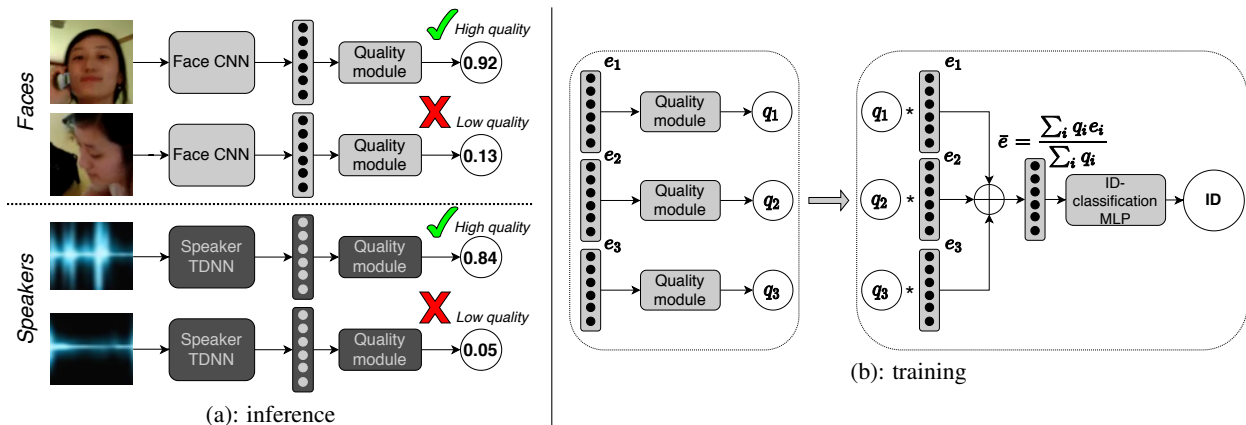 Faces
Face CNN
Quality
module
High quality
0.92
Face CNN
Quality
module
Low quality
0.13
Speakers
Speaker
TDNN
Quality
module
High quality
0.84
Speaker
TDNN
Quality
module
Low quality
0.05
(a): inference
e₁
Quality
module
q₁
e₂
Quality
module
q₂
e₃
Quality
module
q₃
e₁
q₁ *
e₂
q₂ *
e₃
q₃ *
ē = ∑ᵢ qᵢeᵢ / ∑ᵢ qᵢ
ID-
classification
MLP
ID
(b): training